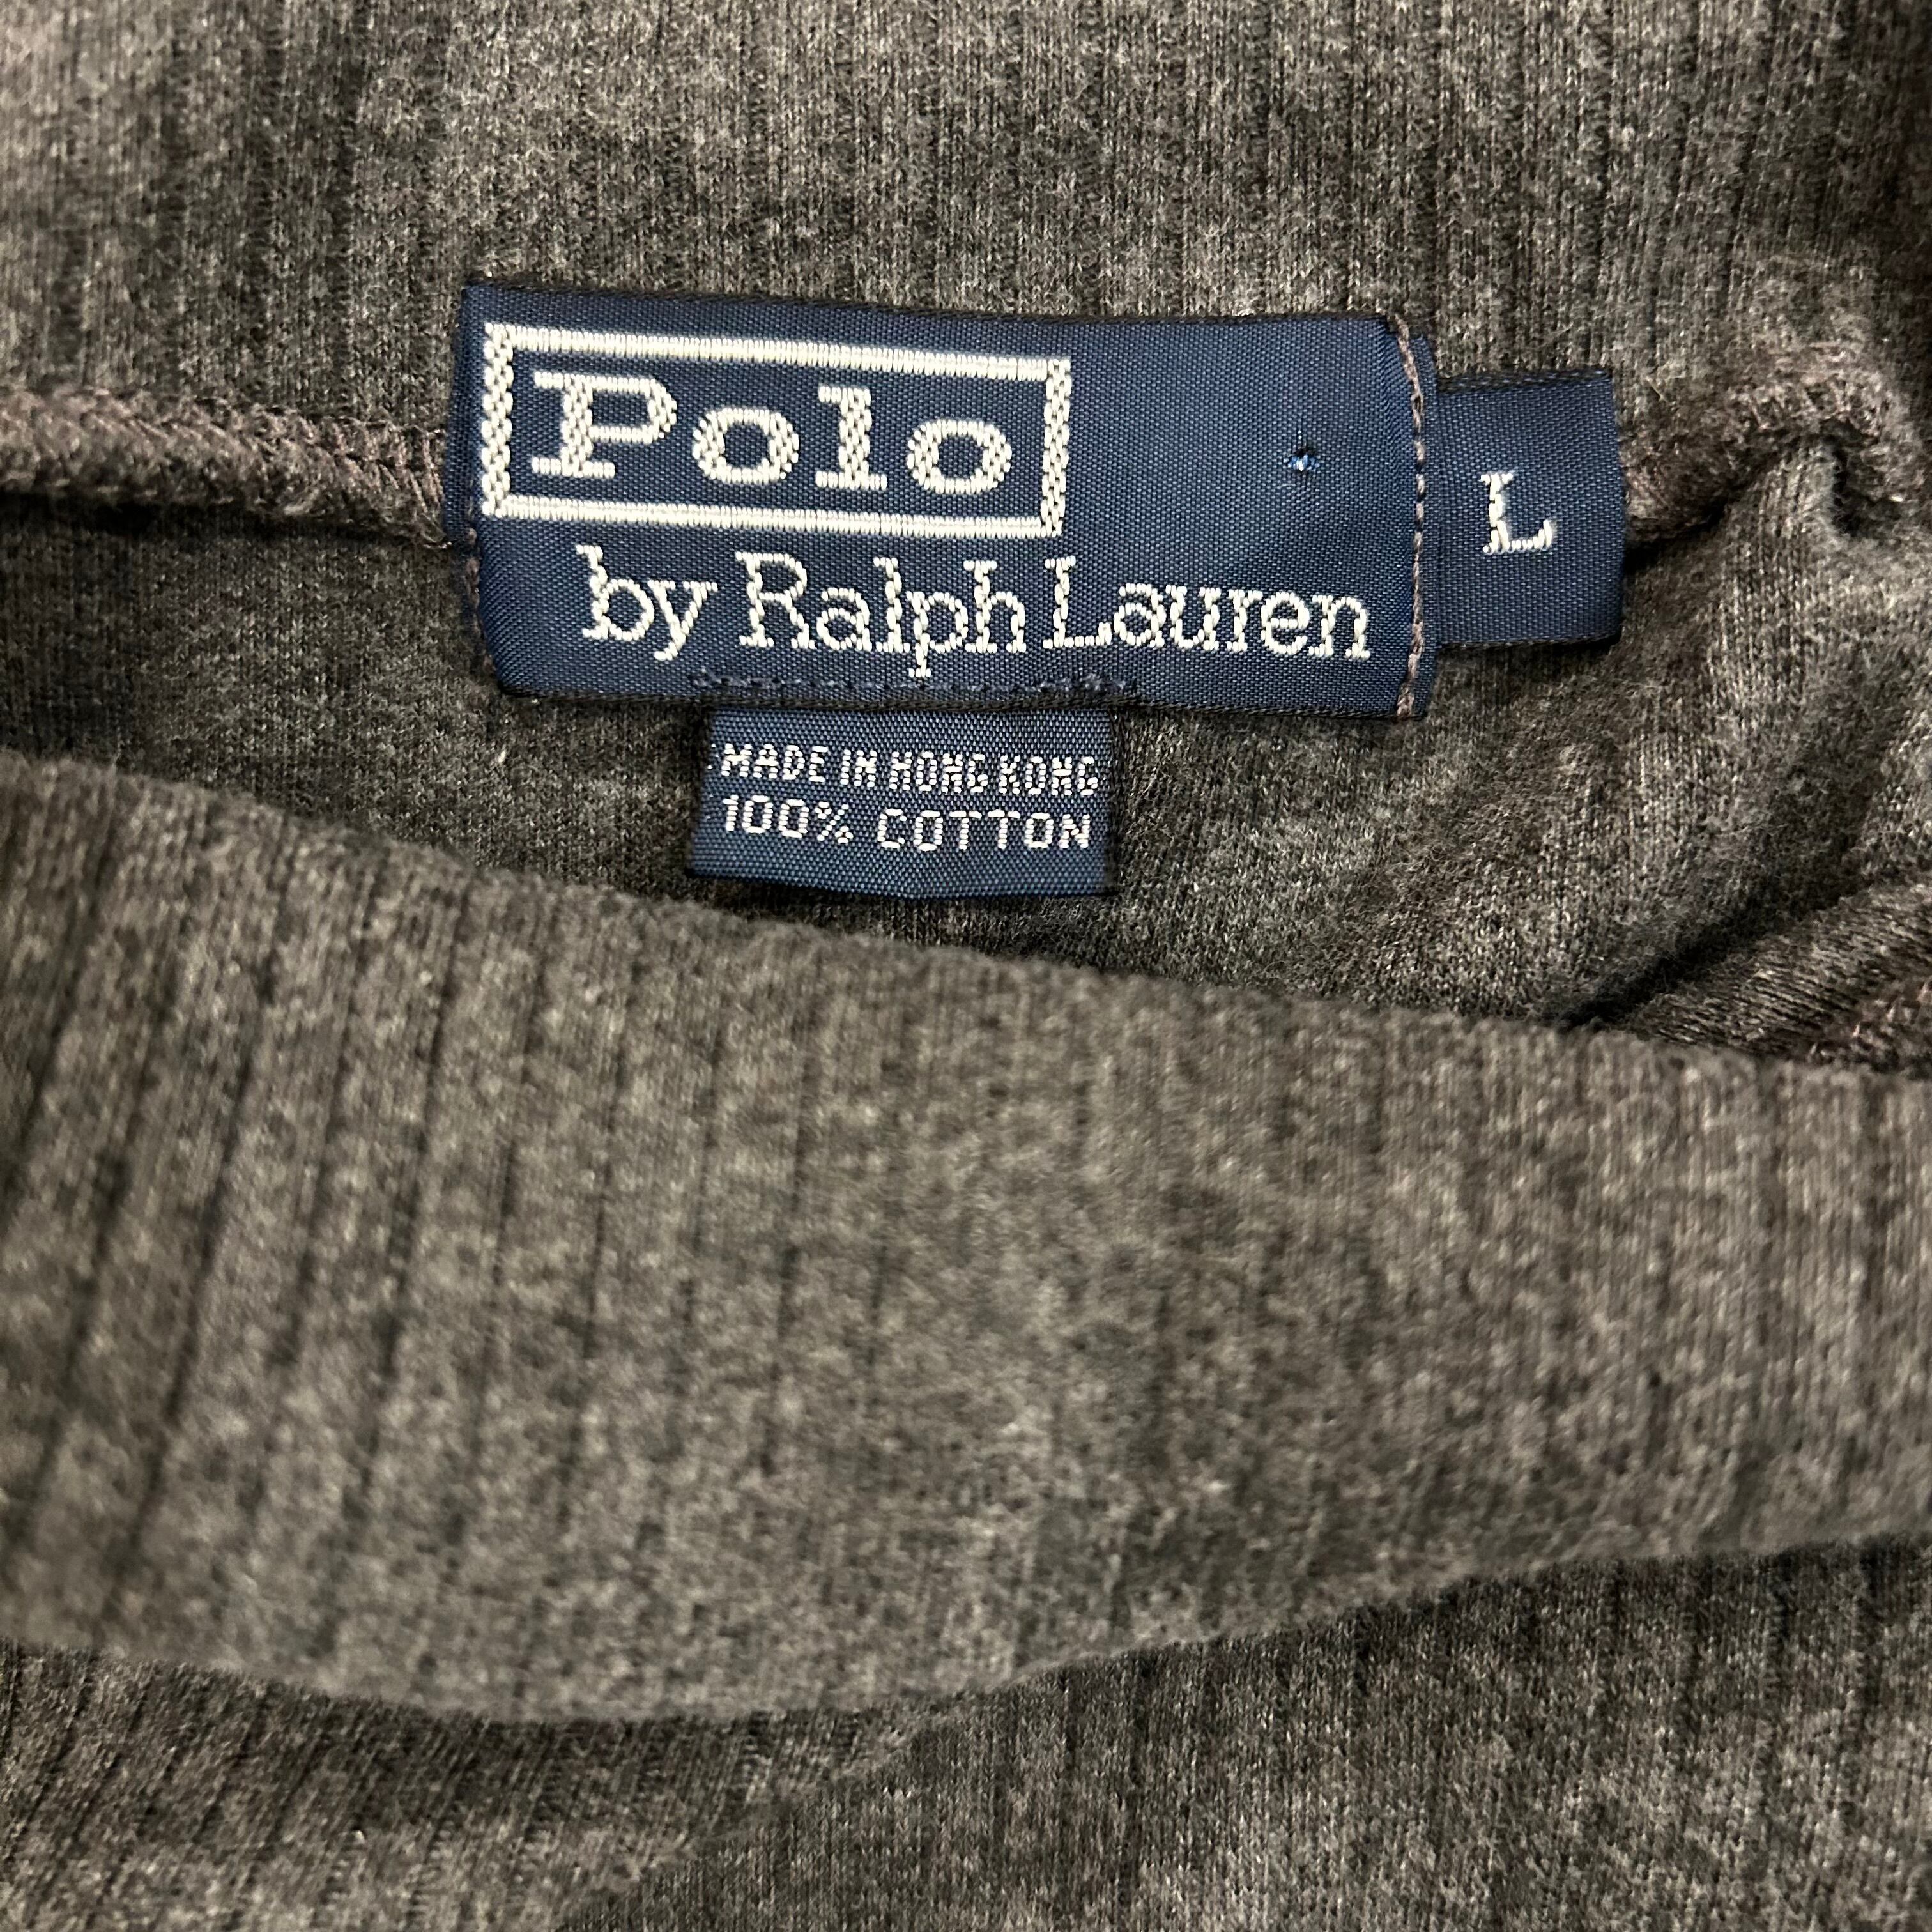 Polo
by Ralph Lauren
L
MADE IN HONG KONG
100% COTTON